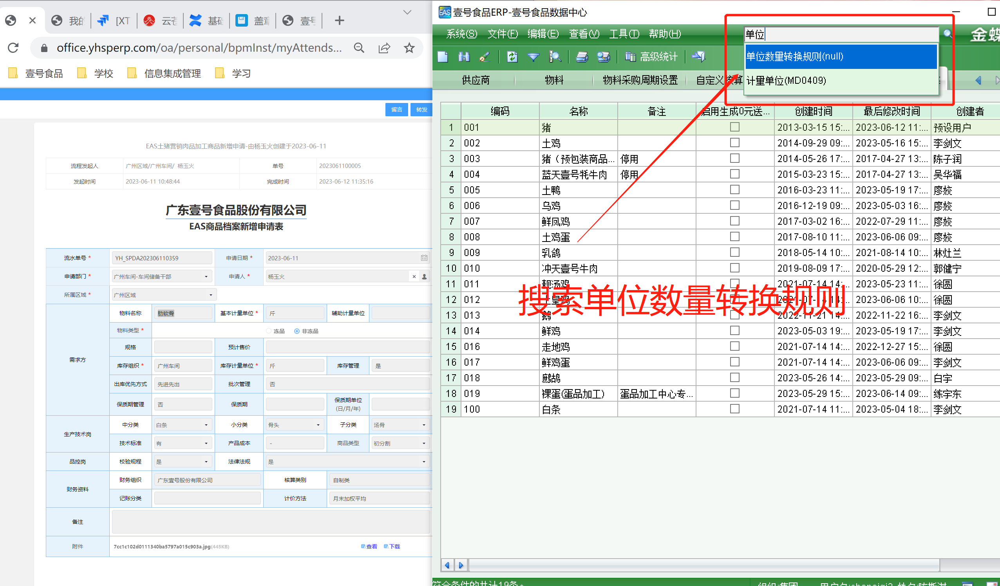 我的
[XT
云苍
基础
盖章
壹号
office.yhsperp.com/oa/personal/bpmInst/myAttends...
壹号食品 学校 信息集成管理 学习
留言 转发
EAS土猪营销肉品加工商品新增申请-由杨玉火创建于2023-06-11
流程发起人 广州区域/广州车间/ 杨玉火 单号 2023061100005
发起时间 2023-06-11 10:48:44 完成时间 2023-06-12 11:35:16
广东壹号食品股份有限公司
EAS商品档案新增申请表
流水单号 * YH_SPDA202306110359 申请日期 * 2023-06-11
申请部门 * 广州车间-车间储备干部 申请人 * 杨玉火
所属区域 * 广州区域
需求方
物料名称 肋软骨 基本计量单位 * 斤 辅助计量单位
物料类型 * 冻品 非冻品
规格 预计售价
库存组织 * 广州车间 库存计量单位 * 斤 库存管理 是
出库优先方式 先进先出 批次管理 否
保质期管理 否 保质期 保质期单位
(日/月/年)
生产技术岗
中分类 白条 小分类 骨头 子分类 汤骨
技术标准 有 产品成本 - 商品类型 初分割
品控岗 校验规程 是 法律法规 是
财务资料
财务组织 广东壹号股份有限公司 核算类别 自制类
记账分类 计价方法 月末加权平均
备注
附件 7cc1c102d0111340ba5797a015c903a.jpg(445KB) 查看 下载
EAS 壹号食品ERP-壹号食品数据中心
系统(S) 文件(F) 编辑(E) 查看(V) 工具(T) 帮助(H) 单位 金蝶
高级统计
单位数量转换规则(null)
计量单位(MD0409)
供应商 物料 物料采购周期设置 自定义核算
编码 名称 备注 启用生成0元送... 创建时间 最后修改时间 创建者
1 001 猪 2013-03-15 15:... 2023-06-12 11:... 预设用户
2 002 土鸡 2014-09-29 09:... 2023-05-16 15:... 李剑文
3 003 猪（预包装商品... 停用 2014-05-26 17:... 2017-04-27 13:... 陈子润
4 004 蓝天壹号牦牛肉 停用 2015-03-23 15:... 2017-04-27 13:... 吴华福
5 005 土鸭 2016-03-23 11:... 2023-05-19 17:... 廖姣
6 006 乌鸡 2016-12-19 09:... 2023-05-03 16:... 廖姣
7 007 鲜凤鸡 2017-03-02 16:... 2022-07-29 11:... 廖姣
8 008 土鸡蛋 2017-08-10 11:... 2023-06-06 09:... 廖姣
9 009 乳鸽 2018-05-14 10:... 2021-08-14 10:... 林灶兰
10 010 冲天壹号牛肉 2019-08-09 17:... 2020-05-29 12:... 郭健宁
11 011 靓汤鸡 2021-07-14 14:... 2023-05-23 11:... 徐圆
12 012 土皇鸡 2021-07-14 14:... 2023-06-06 10:... 徐圆
搜索单位数量转换规则
13 013 鹅 2022-11-21 14:... 2022-11-22 16:... 李剑文
14 014 鲜鸡 2023-05-03 19:... 2023-05-19 17:... 李剑文
15 016 走地鸡 2021-07-14 14:... 2022-12-27 15:... 徐圆
16 017 鲜鸡蛋 2021-07-14 14:... 2023-06-06 09:... 李剑文
17 018 鹧鸪 2023-05-26 14:... 2023-05-29 09:... 白宇
18 019 裸蛋(蛋品加工) 蛋品加工中心专... 2023-05-29 15:... 2023-06-14 09:... 练宇东
19 100 白条 2021-07-14 11:... 2023-05-04 18:... 李剑文
符合条件的共计19条。